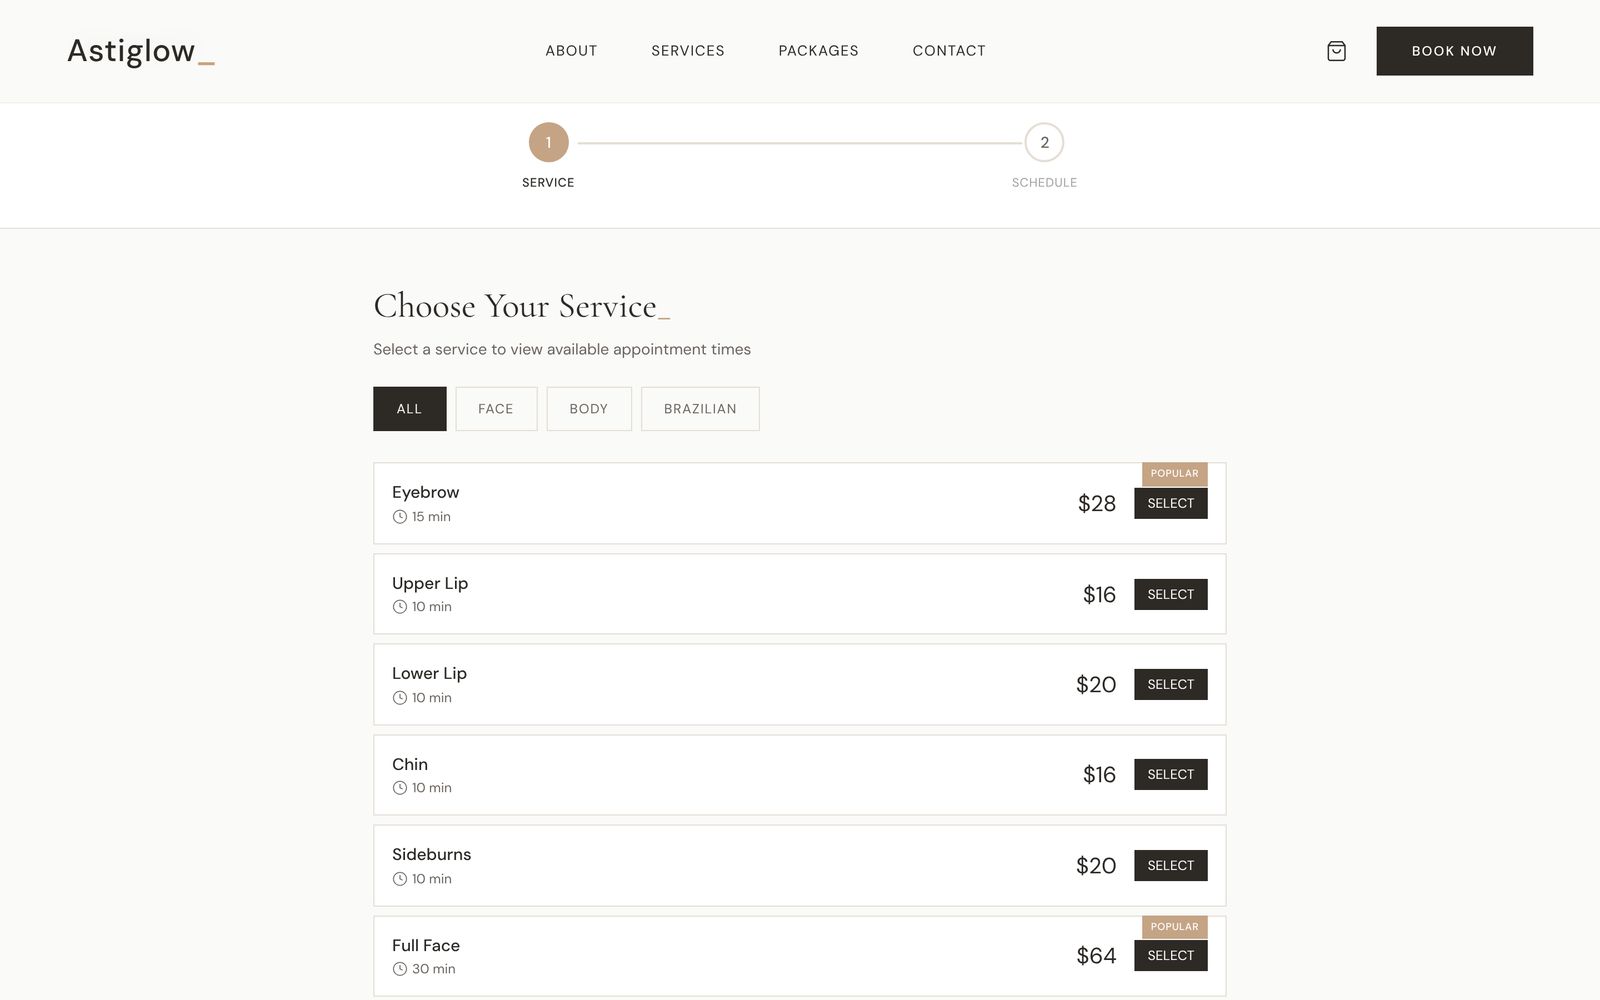 Astiglow_
ABOUT SERVICES PACKAGES CONTACT
BOOK NOW
1 2
SERVICE SCHEDULE
Choose Your Service_
Select a service to view available appointment times
ALL FACE BODY BRAZILIAN
POPULAR
Eyebrow
15 min
$28 SELECT
Upper Lip
10 min
$16 SELECT
Lower Lip
10 min
$20 SELECT
Chin
10 min
$16 SELECT
Sideburns
10 min
$20 SELECT
POPULAR
Full Face
30 min
$64 SELECT